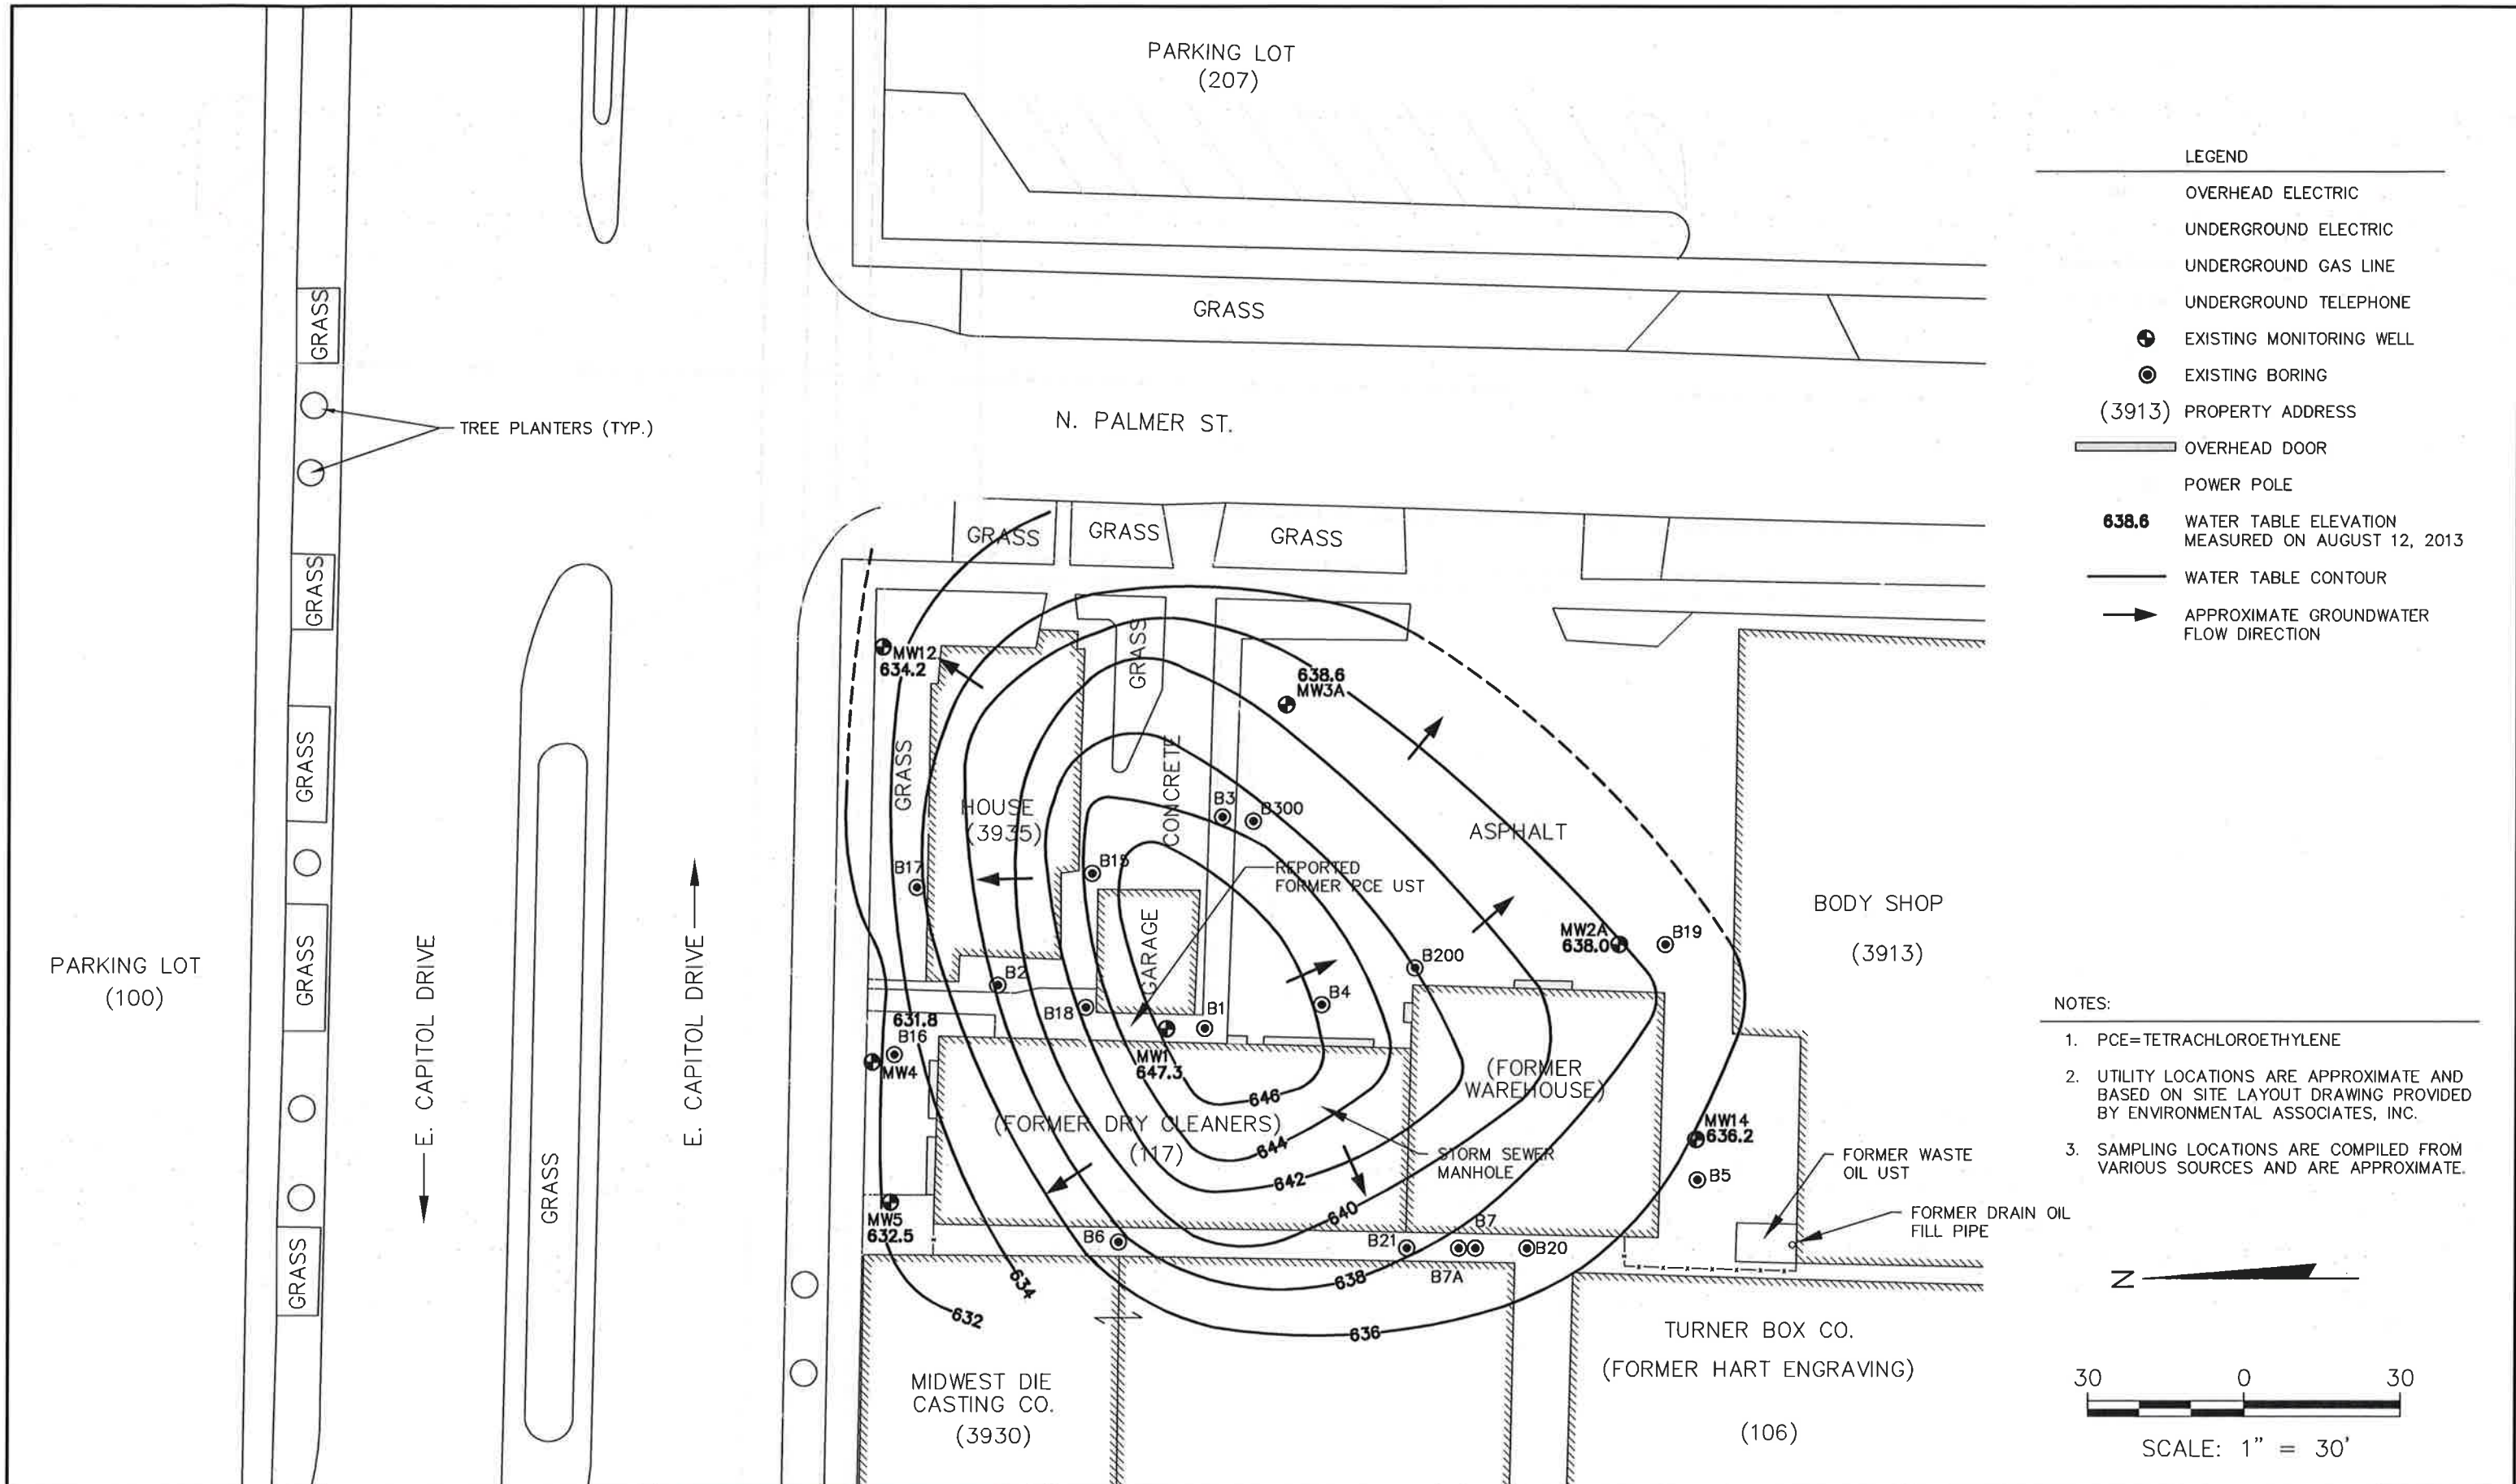 PARKING LOT
(207)
GRASS
N. PALMER ST.
TREE PLANTERS (TYP.)
GRASS
GRASS
GRASS
GRASS
GRASS
GRASS
E. CAPITOL DRIVE
E. CAPITOL DRIVE
PARKING LOT
(100)
GRASS
GRASS
GRASS
GRASS
GRASS
MW12
634.2
638.6
MW3A
GRASS
HOUSE
(3935)
CONCRETE
B3
B300
ASPHALT
B17
B15
REPORTED
FORMER PCE UST
GARAGE
BODY SHOP
(3913)
MW2A
638.0
B19
B200
B2
B18
B1
B4
631.8
B16
MW4
MW1
647.3
(FORMER
WAREHOUSE)
(FORMER DRY CLEANERS)
(117)
646
644
642
640
638
636
634
632
STORM SEWER
MANHOLE
MW14
636.2
B5
FORMER WASTE
OIL UST
FORMER DRAIN OIL
FILL PIPE
MW5
632.5
B6
B21
B7
B7A
B20
MIDWEST DIE
CASTING CO.
(3930)
TURNER BOX CO.
(FORMER HART ENGRAVING)
(106)
LEGEND
OVERHEAD ELECTRIC
UNDERGROUND ELECTRIC
UNDERGROUND GAS LINE
UNDERGROUND TELEPHONE
EXISTING MONITORING WELL
EXISTING BORING
(3913) PROPERTY ADDRESS
OVERHEAD DOOR
POWER POLE
638.6 WATER TABLE ELEVATION
MEASURED ON AUGUST 12, 2013
WATER TABLE CONTOUR
APPROXIMATE GROUNDWATER
FLOW DIRECTION
NOTES:
1. PCE=TETRACHLOROETHYLENE
2. UTILITY LOCATIONS ARE APPROXIMATE AND
BASED ON SITE LAYOUT DRAWING PROVIDED
BY ENVIRONMENTAL ASSOCIATES, INC.
3. SAMPLING LOCATIONS ARE COMPILED FROM
VARIOUS SOURCES AND ARE APPROXIMATE.
N
30 0 30
SCALE: 1" = 30'